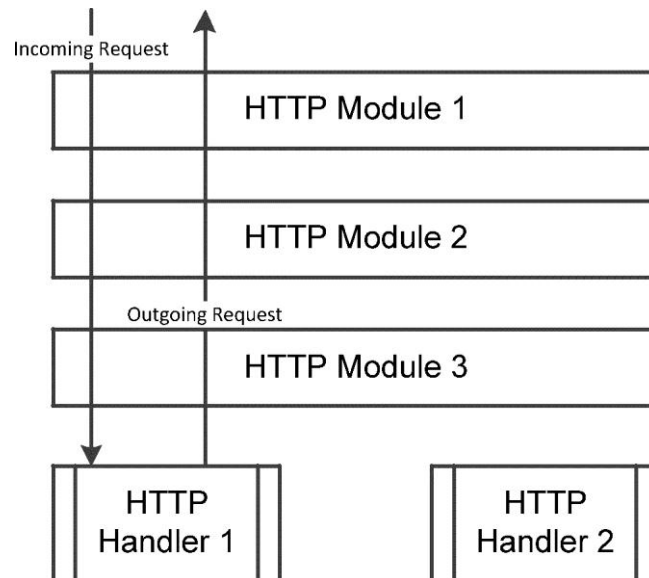 Incoming Request
HTTP Module 1
HTTP Module 2
Outgoing Request
HTTP Module 3
HTTP
Handler 1
HTTP
Handler 2